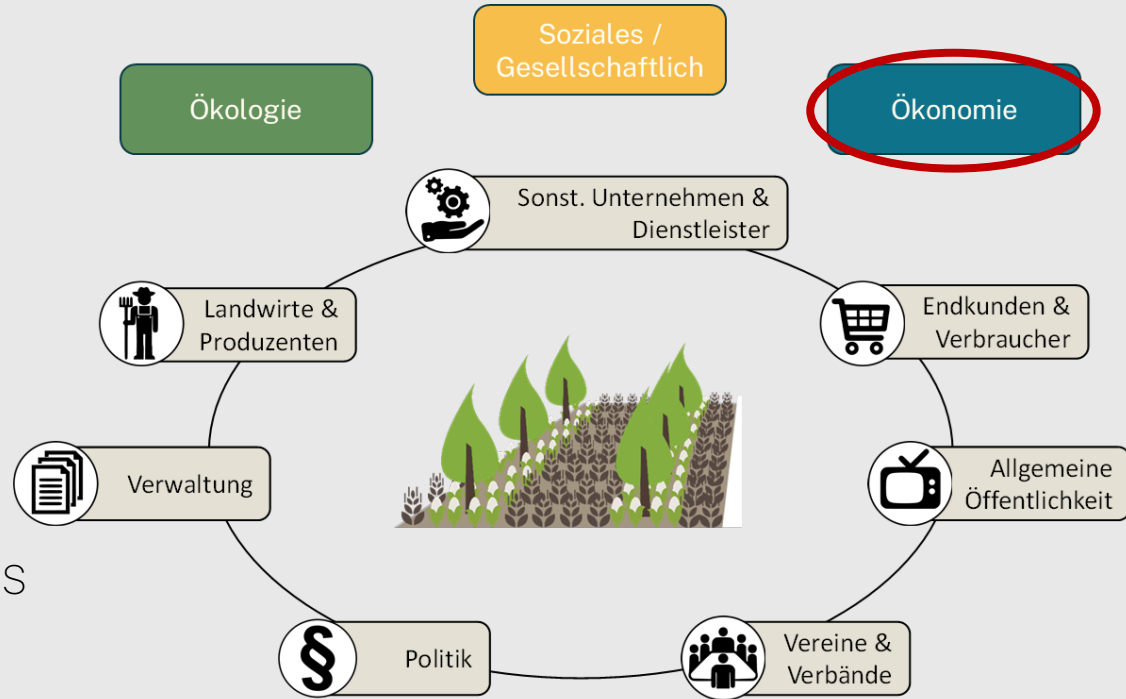 Soziales /
Gesellschaftlich
Ökologie
Ökonomie
Sonst. Unternehmen &
Dienstleister
Landwirte &
Produzenten
Endkunden &
Verbraucher
Verwaltung
Allgemeine
Öffentlichkeit
s
§
Politik
Vereine &
Verbände